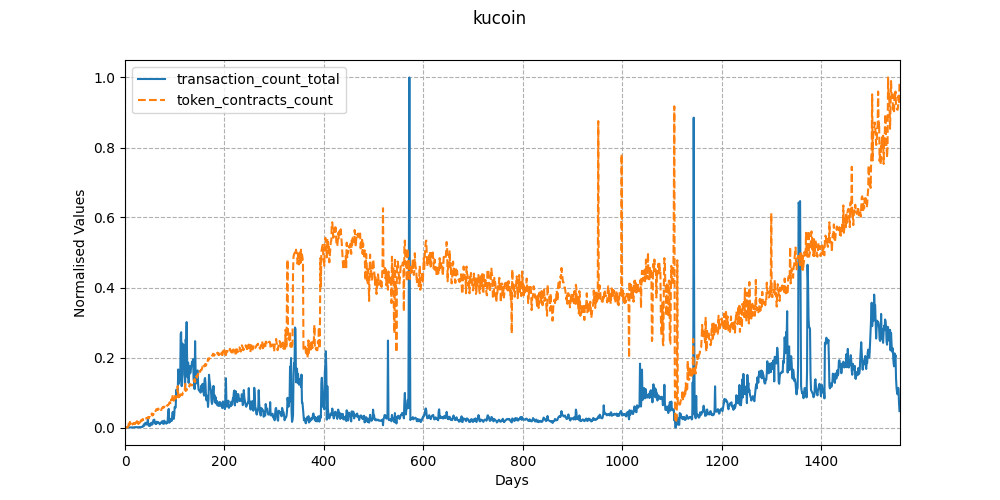 kucoin
transaction_count_total
token_contracts_count
Normalised Values
1.0
0.8
0.6
0.4
0.2
0.0
0 200 400 600 800 1000 1200 1400
Days